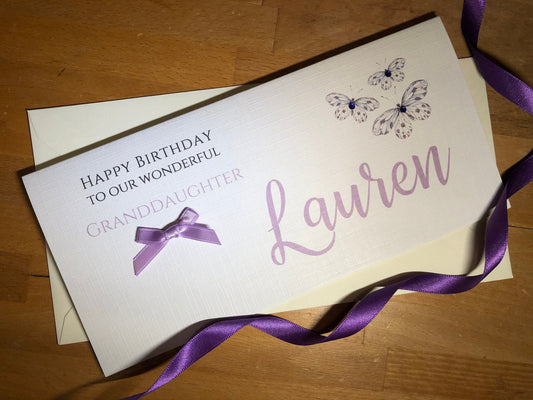 Happy Birthday
to our wonderful
Granddaughter
Lauren